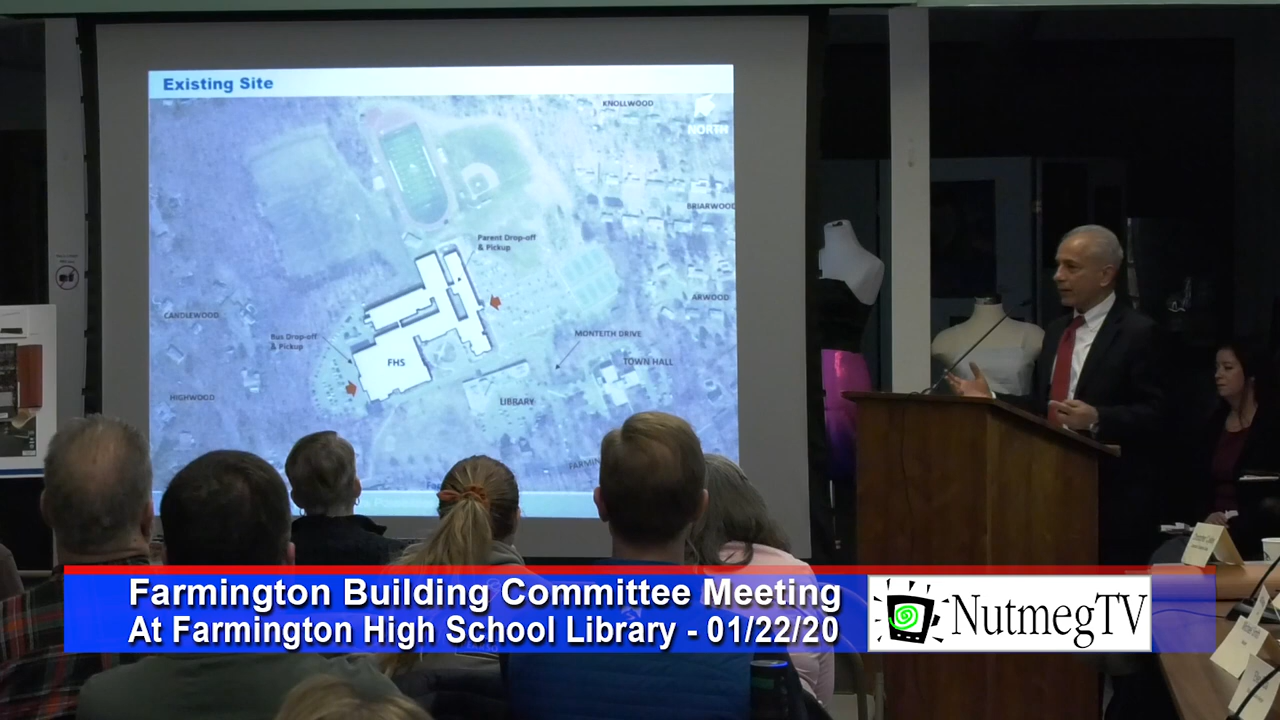 Existing Site
KNOLLWOOD
NORTH
BRIARWOOD
Parent Drop-off
& Pickup
ARWOOD
CANDLEWOOD
MONTEITH DRIVE
Bus Drop-off
& Pickup
FHS
TOWN HALL
HIGHWOOD
LIBRARY
Farmington Building Committee Meeting
At Farmington High School Library - 01/22/20
NutmegTV